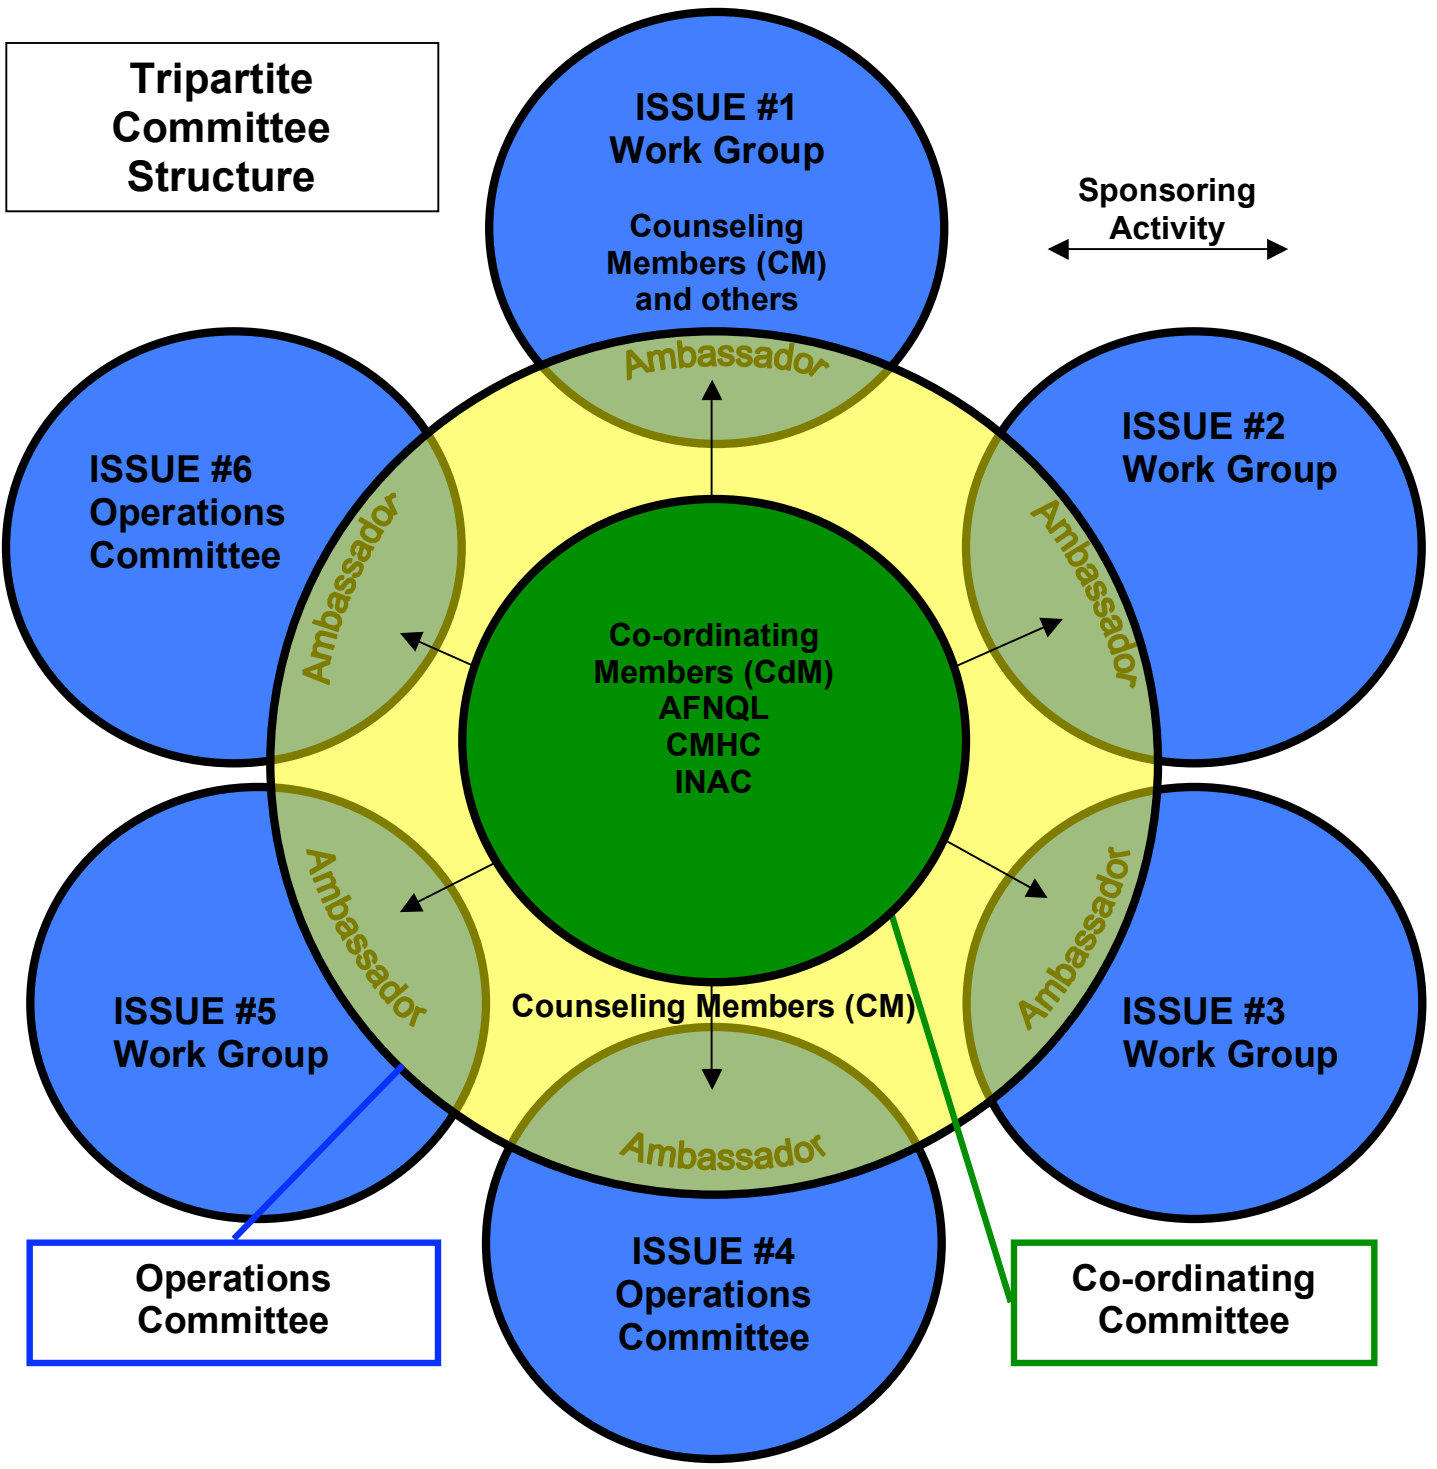 Tripartite
Committee
Structure
ISSUE #1
Work Group
Counseling
Members (CM)
and others
Ambassador
Sponsoring
Activity
ISSUE #6
Operations
Committee
Ambassador
ISSUE #2
Work Group
Ambassador
Co-ordinating
Members (CdM)
AFNQL
CMHC
INAC
Counseling Members (CM)
ISSUE #5
Work Group
Ambassador
ISSUE #3
Work Group
Ambassador
Ambassador
ISSUE #4
Operations
Committee
Operations
Committee
Co-ordinating
Committee